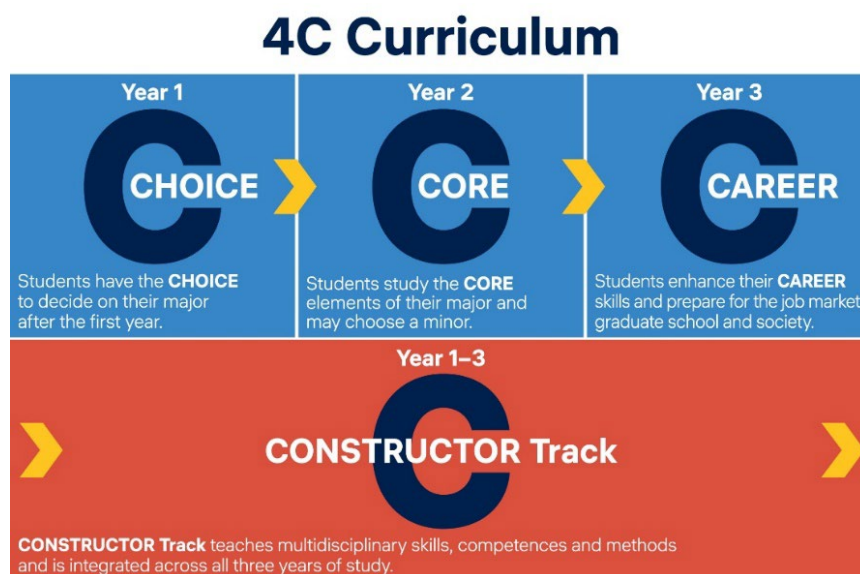 4C Curriculum
Year 1
C
CHOICE
Students have the CHOICE
to decide on their major
after the first year.
Year 2
C
CORE
Students study the CORE
elements of their major and
may choose a minor.
Year 3
C
CAREER
Students enhance their CAREER
skills and prepare for the job market,
graduate school and society.
Year 1–3
C
CONSTRUCTOR Track
CONSTRUCTOR Track teaches multidisciplinary skills, competences and methods
and is integrated across all three years of study.